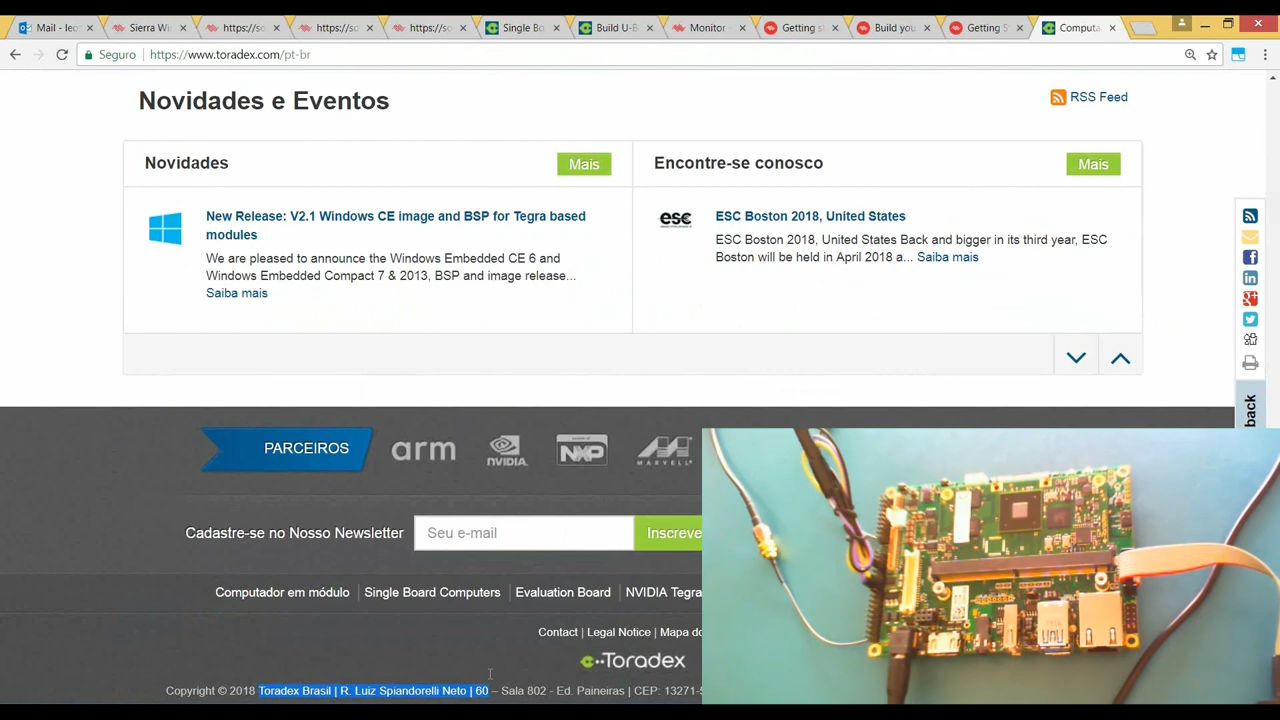 Mail - leo
Sierra Wi
https://so
https://so
https://so
Single Bo
Build U-B
Monitor
Getting s
Build you
Getting S
Computa
Seguro
https://www.toradex.com/pt-br
Novidades e Eventos
RSS Feed
Novidades
Mais
Encontre-se conosco
Mais
New Release: V2.1 Windows CE image and BSP for Tegra based
modules
We are pleased to announce the Windows Embedded CE 6 and
Windows Embedded Compact 7 & 2013, BSP and image release...
Saiba mais
esc
ESC Boston 2018, United States
ESC Boston 2018, United States Back and bigger in its third year, ESC
Boston will be held in April 2018 a... Saiba mais
back
PARCEIROS
arm
NVIDIA.
NXP
MARVELL
Cadastre-se no Nosso Newsletter
Seu e-mail
Inscreve
Computador em módulo | Single Board Computers | Evaluation Board | NVIDIA Tegra
Contact | Legal Notice | Mapa do
Toradex
Copyright © 2018 Toradex Brasil | R. Luiz Spiandorelli Neto | 60 – Sala 802 - Ed. Paineiras | CEP: 13271-5